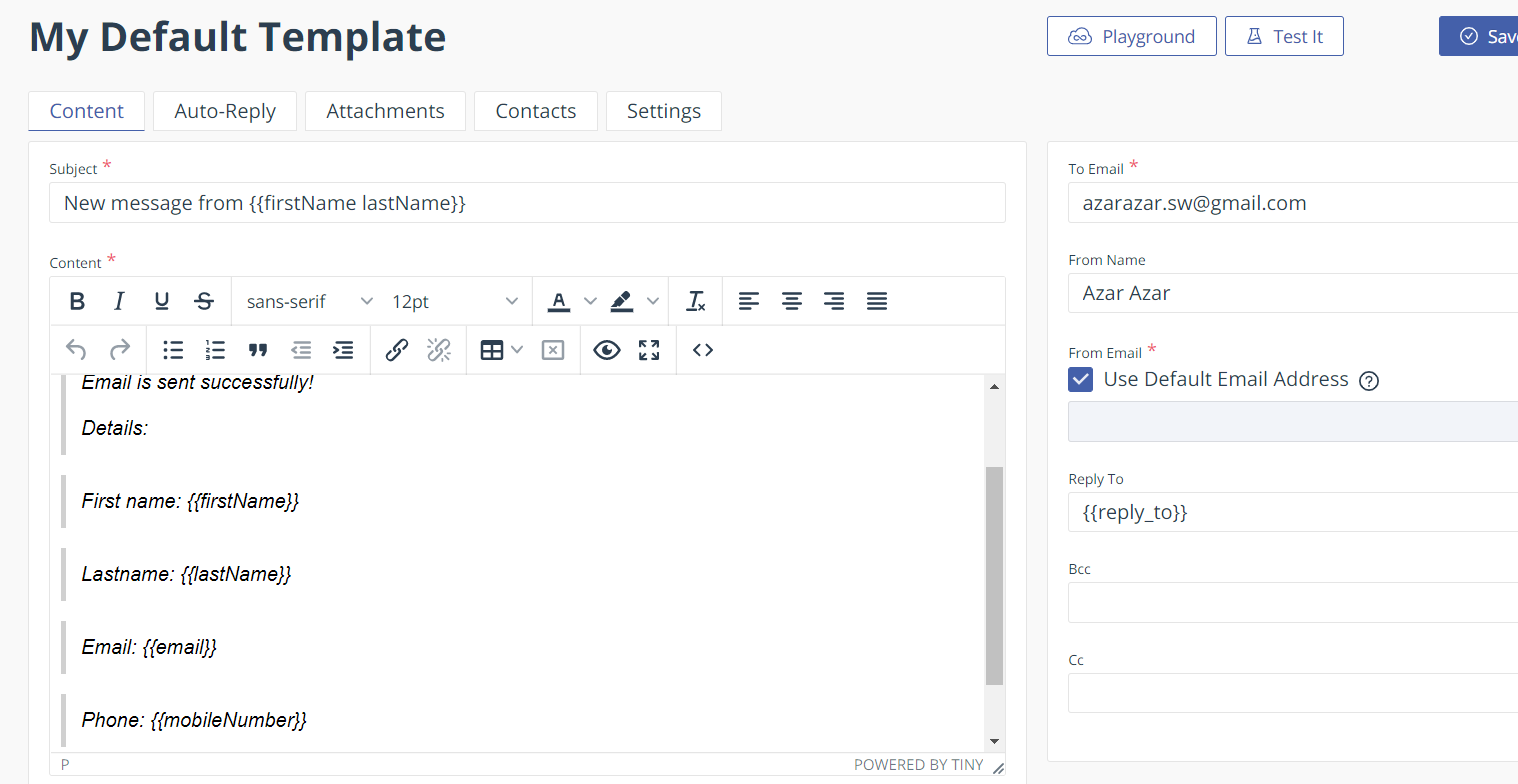 My Default Template
Playground
Test It
Save
Content
Auto-Reply
Attachments
Contacts
Settings
Subject *
New message from {{firstName lastName}}
Content *
B I U S
sans-serif
12pt
A
Email is sent successfully!
Details:
First name: {{firstName}}
Lastname: {{lastName}}
Email: {{email}}
Phone: {{mobileNumber}}
P
POWERED BY TINY
To Email *
azarazar.sw@gmail.com
From Name
Azar Azar
From Email *
Use Default Email Address
Reply To
{{reply_to}}
Bcc
Cc